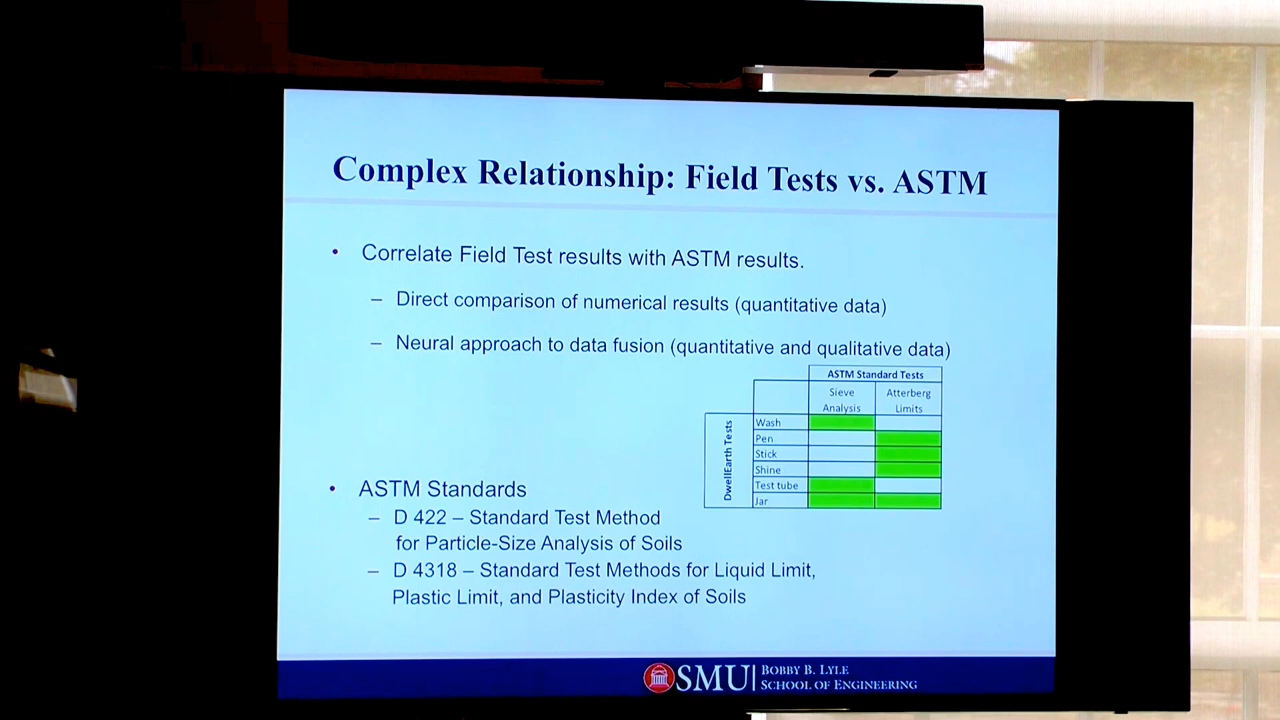 Complex Relationship: Field Tests vs. ASTM
• Correlate Field Test results with ASTM results.
– Direct comparison of numerical results (quantitative data)
– Neural approach to data fusion (quantitative and qualitative data)
ASTM Standard Tests
Sieve Analysis
Atterberg Limits
DwellEarth Tests
Wash
Pen
Stick
Shine
Test tube
Jar
• ASTM Standards
– D 422 – Standard Test Method
for Particle-Size Analysis of Soils
– D 4318 – Standard Test Methods for Liquid Limit,
Plastic Limit, and Plasticity Index of Soils
SMU
BOBBY B. LYLE
SCHOOL OF ENGINEERING